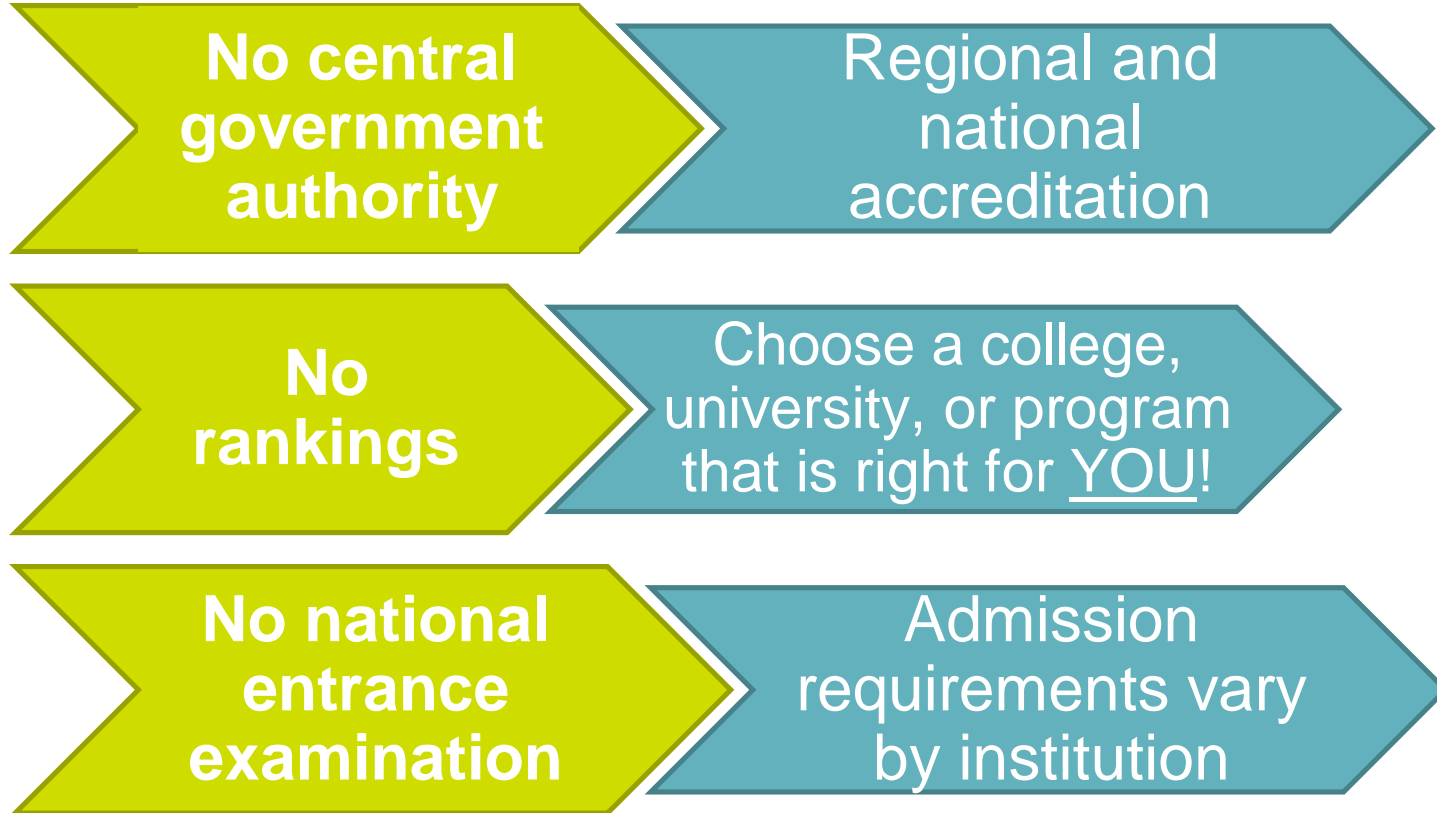 No central
government
authority
Regional and
national
accreditation
No
rankings
Choose a college,
university, or program
that is right for YOU!
No national
entrance
examination
Admission
requirements vary
by institution